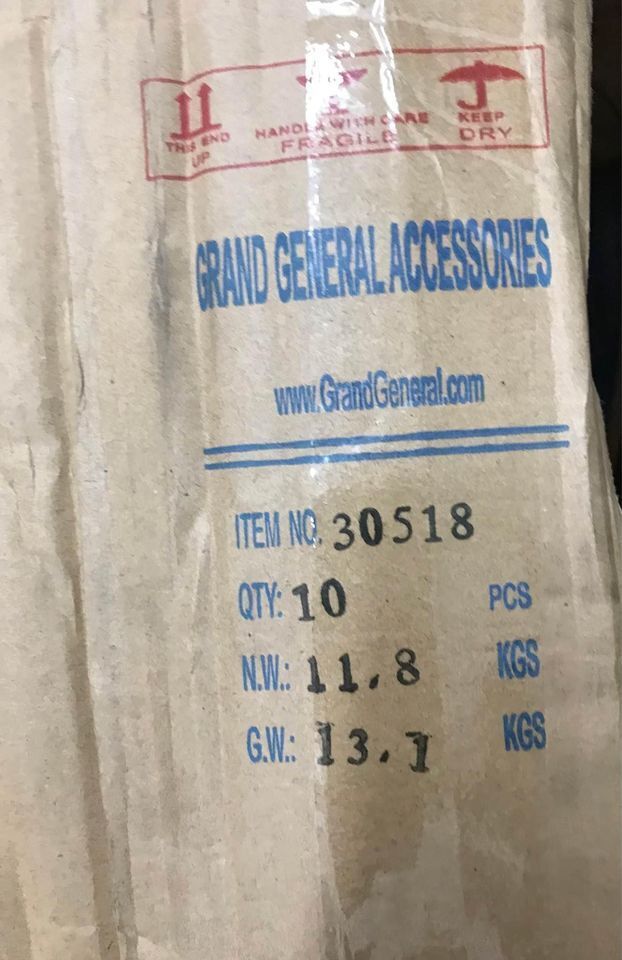 THIS END UP
HANDLE WITH CARE
FRAGILE
KEEP DRY
GRAND GENERAL ACCESSORIES
www.GrandGeneral.com
ITEM NO. 30518
QTY: 10 PCS
N.W.: 11.8 KGS
G.W.: 13.1 KGS